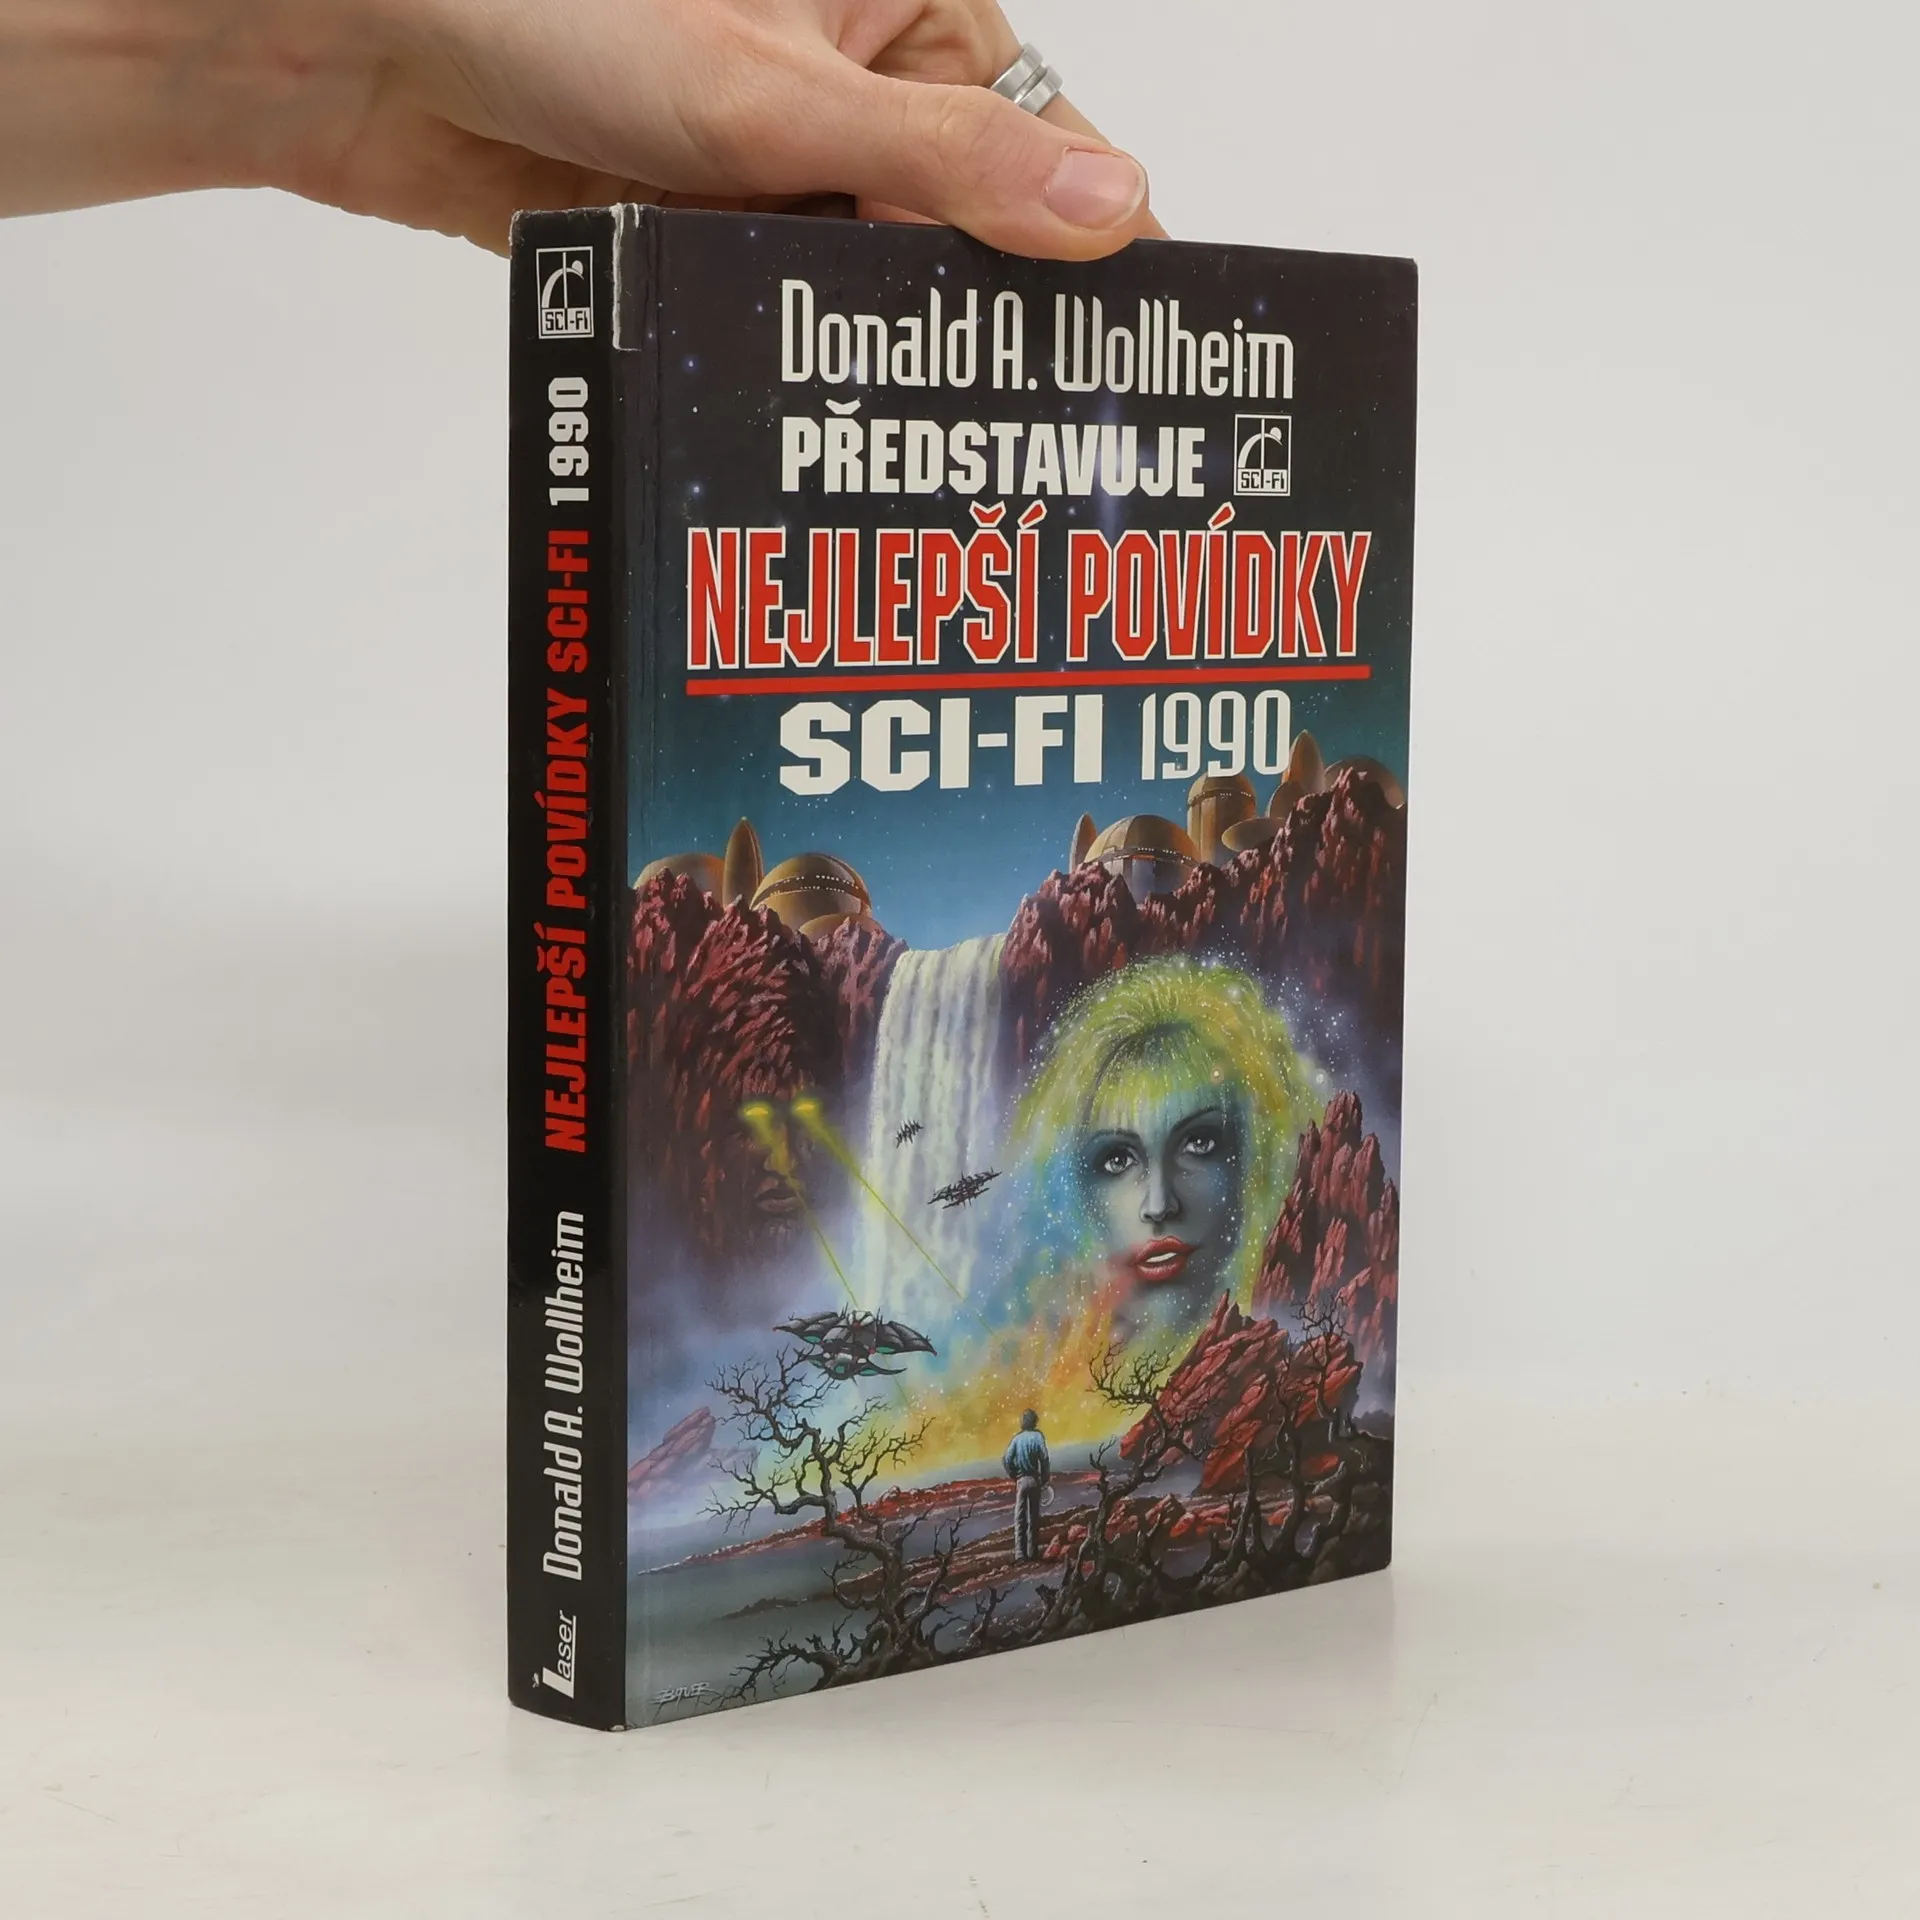 Donald A. Wollheim
PŘEDSTAVUJE
SCI-FI
NEJLEPŠÍ POVÍDKY
SCI-FI 1990
SCI-FI
NEJLEPŠÍ POVÍDKY SCI-FI 1990
Donald A. Wollheim
Laser